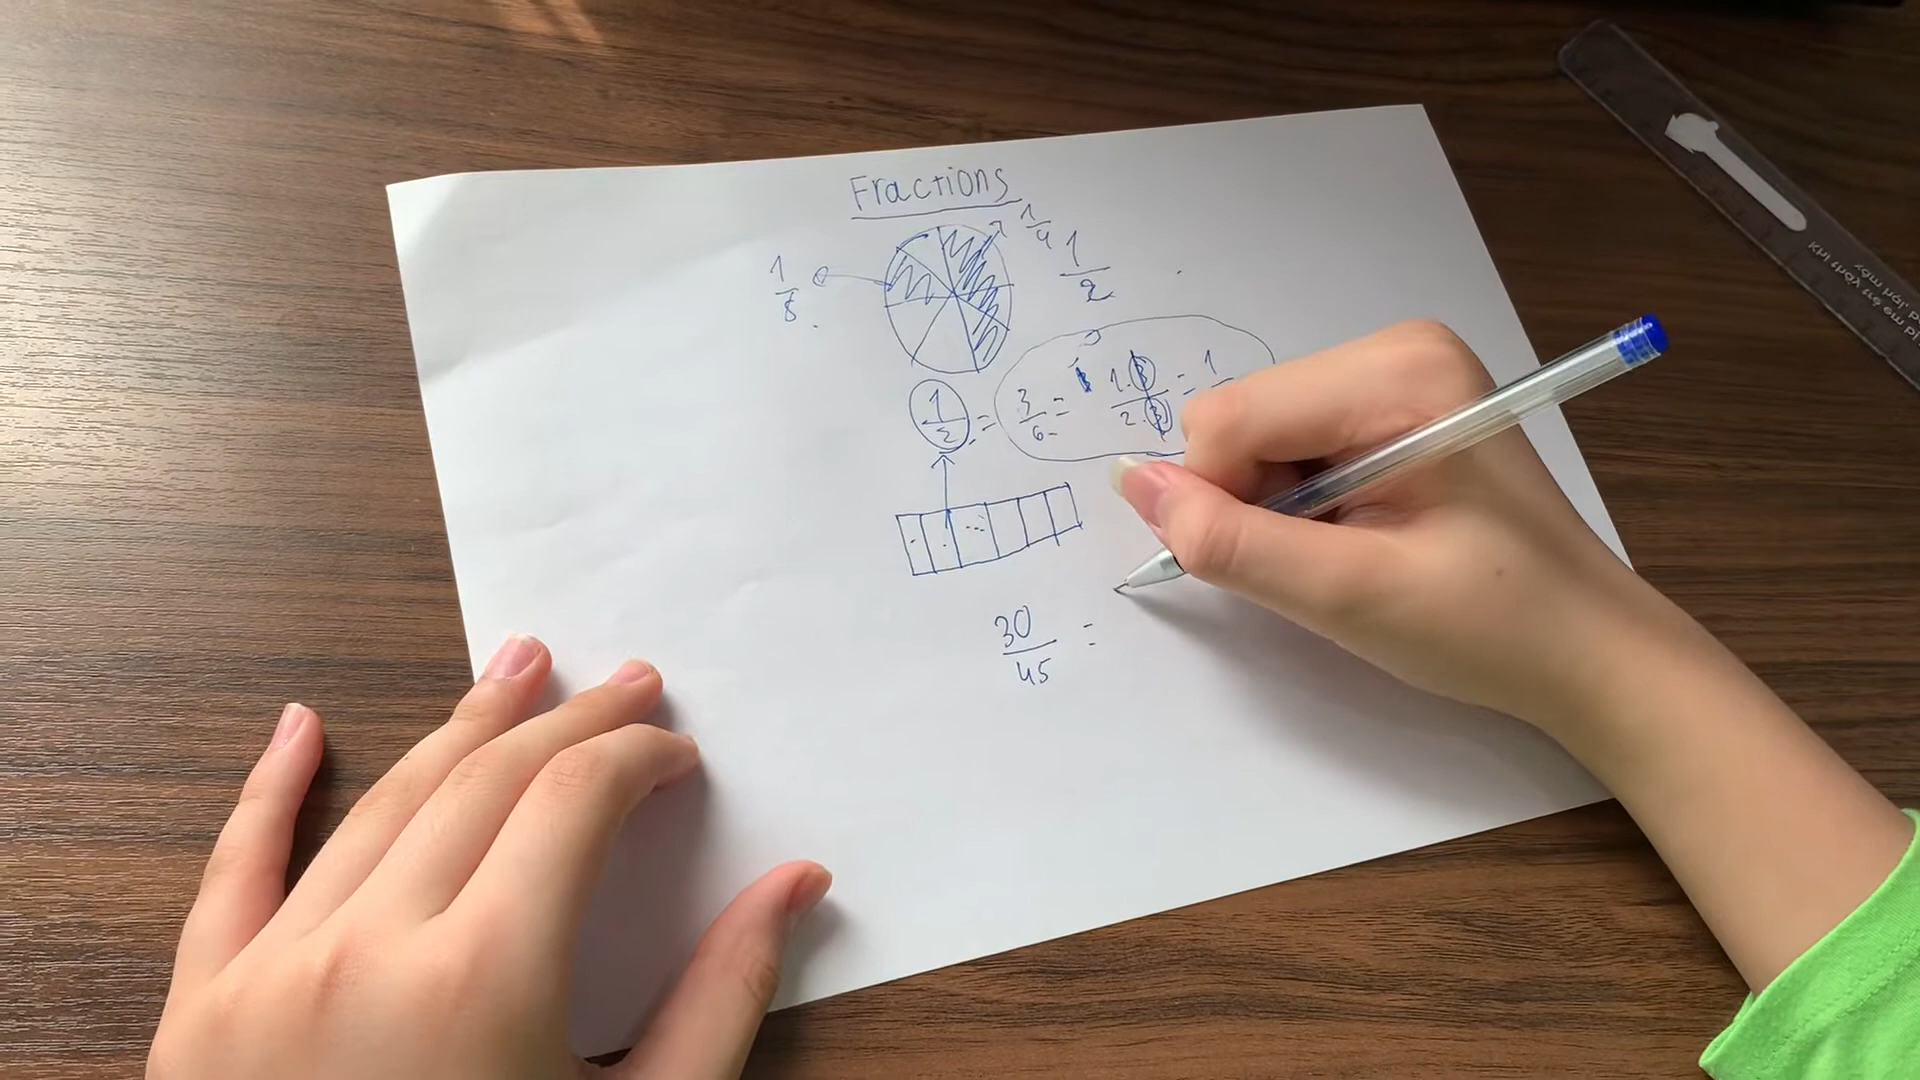 Fractions
1/4
1/2
1/8
1/2 = 3/6 = 1.3/2.3 = 1
30/45 =